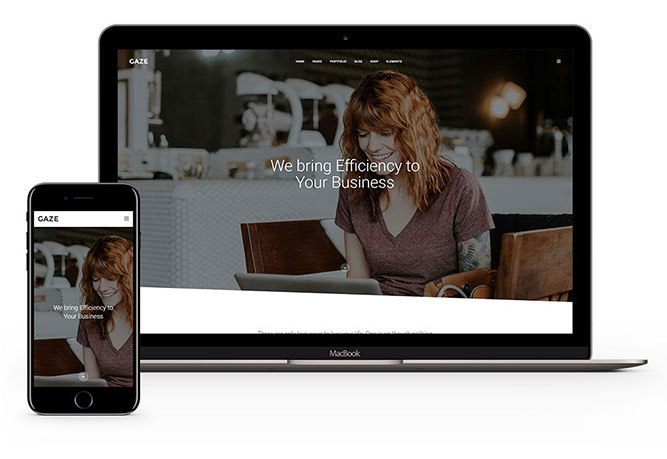 GAZE
HOME PAGES PORTFOLIO BLOG SHOP ELEMENTS
We bring Efficiency to
Your Business
MacBook
GAZE
We bring Efficiency to
Your Business